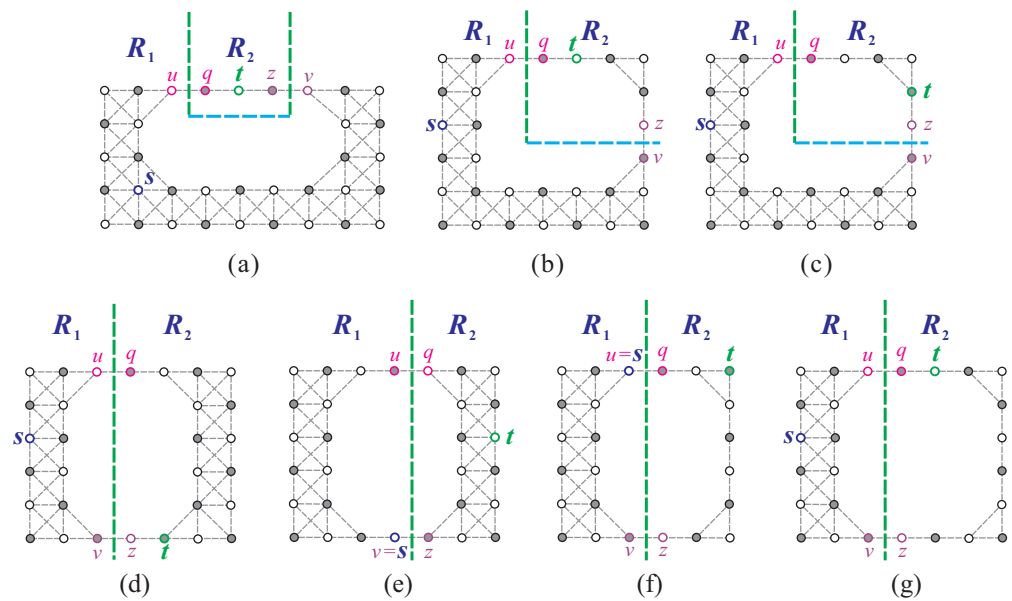 R1 R2
u q t z v
s
(a)
R1 R2
u q t
s
z
v
(b)
R1 R2
u q
t
s
z
v
(c)
R1 R2
u q
s
v z t
(d)
R1 R2
u q
t
v=s z
(e)
R1 R2
u=s q t
v z
(f)
R1 R2
u q t
s
v z
(g)